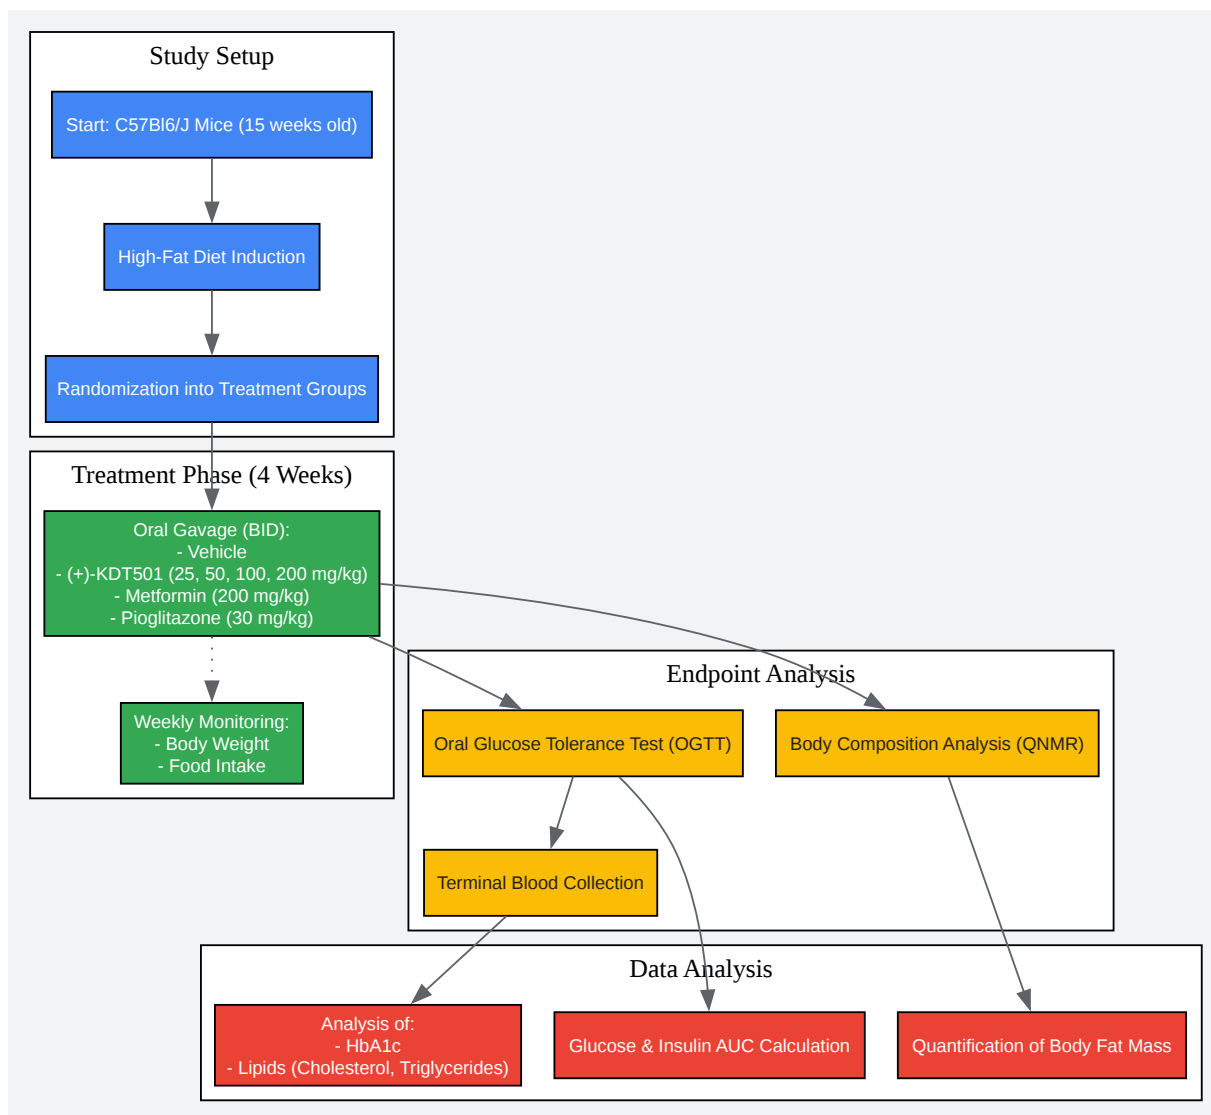 Study Setup
Start: C57Bl6/J Mice (15 weeks old)
High-Fat Diet Induction
Randomization into Treatment Groups
Treatment Phase (4 Weeks)
Oral Gavage (BID):
- Vehicle
- (+)-KDT501 (25, 50, 100, 200 mg/kg)
- Metformin (200 mg/kg)
- Pioglitazone (30 mg/kg)
Weekly Monitoring:
- Body Weight
- Food Intake
Endpoint Analysis
Oral Glucose Tolerance Test (OGTT)
Body Composition Analysis (QNMR)
Terminal Blood Collection
Data Analysis
Analysis of:
- HbA1c
- Lipids (Cholesterol, Triglycerides)
Glucose & Insulin AUC Calculation
Quantification of Body Fat Mass